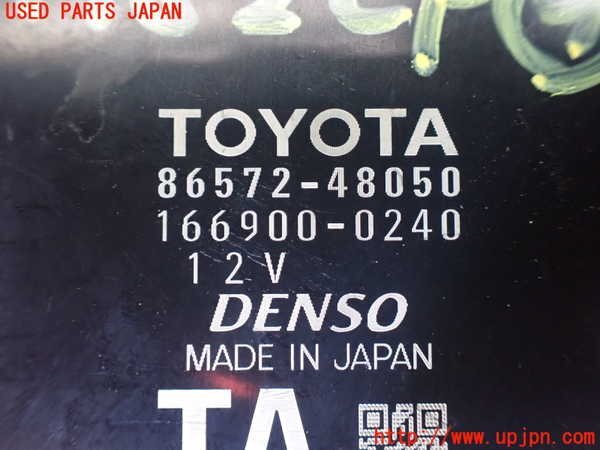 USED PARTS JAPAN
TOYOTA
86572-48050
166900-0240
12V
DENSO
MADE IN JAPAN
TA
http://www.upjpn.com